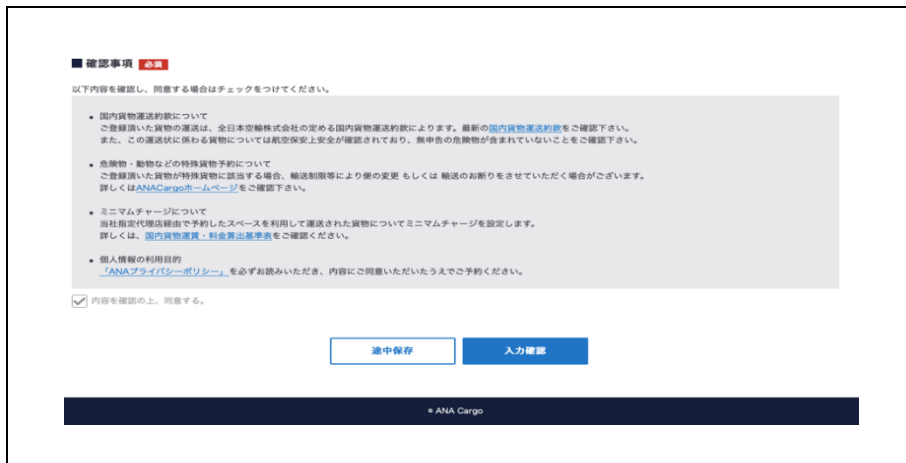 ■ 確認事項 必須
以下内容を確認し、同意する場合はチェックをつけてください。
• 国内貨物運送約款について
ご登録頂いた貨物の運送は、全日本空輸株式会社の定める国内貨物運送約款によります。最新の国内貨物運送約款をご確認下さい。
また、この運送状に係わる貨物については航空保安上安全が確認されており、無申告の危険物が含まれていないことをご確認下さい。
• 危険物・動物などの特殊貨物予約について
ご登録頂いた貨物が特殊貨物に該当する場合、輸送制限等により便の変更 もしくは 輸送のお断りをさせていただく場合がございます。
詳しくはANACargoホームページをご確認下さい。
• ミニマムチャージについて
当社指定代理店経由で予約したスペースを利用して運送された貨物についてミニマムチャージを設定します。
詳しくは、国内貨物運賃・料金算出基準表をご確認ください。
• 個人情報の利用目的
「ANAプライバシーポリシー」を必ずお読みいただき、内容にご同意いただいたうえでご予約ください。
内容を確認の上、同意する。
途中保存 入力確認
© ANA Cargo